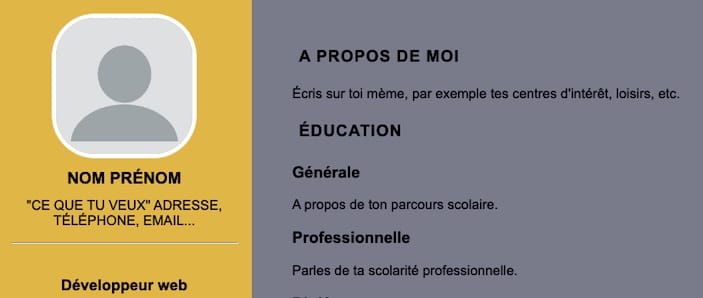 NOM PRÉNOM
"CE QUE TU VEUX" ADRESSE,
TÉLÉPHONE, EMAIL...
Développeur web
A PROPOS DE MOI
Écris sur toi mème, par exemple tes centres d'intérêt, loisirs, etc.
ÉDUCATION
Générale
A propos de ton parcours scolaire.
Professionnelle
Parles de ta scolarité professionnelle.